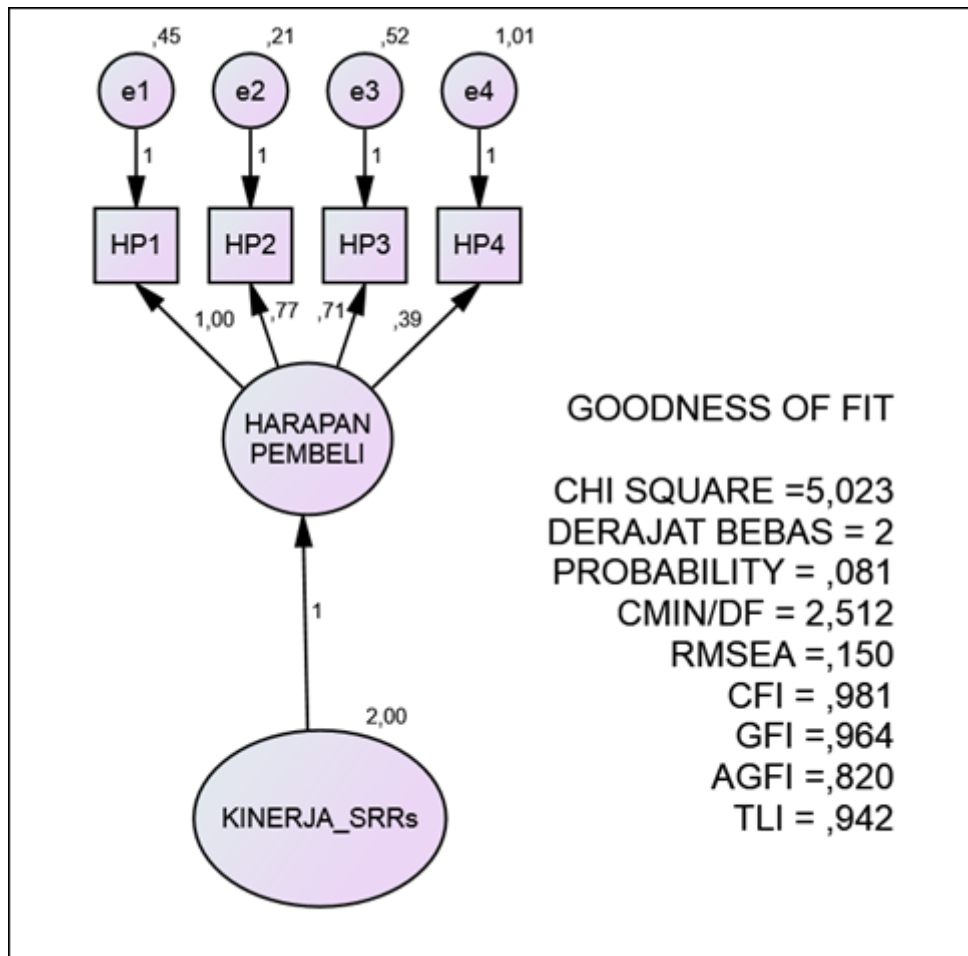 ,45 ,21 ,52 1,01
e1 e2 e3 e4
1 1 1 1
HP1 HP2 HP3 HP4
1,00 ,77 ,71 ,39
HARAPAN
PEMBELI
1
2,00
KINERJA_SRRs
GOODNESS OF FIT
CHI SQUARE =5,023
DERAJAT BEBAS = 2
PROBABILITY = ,081
CMIN/DF = 2,512
RMSEA =,150
CFI = ,981
GFI =,964
AGFI =,820
TLI = ,942